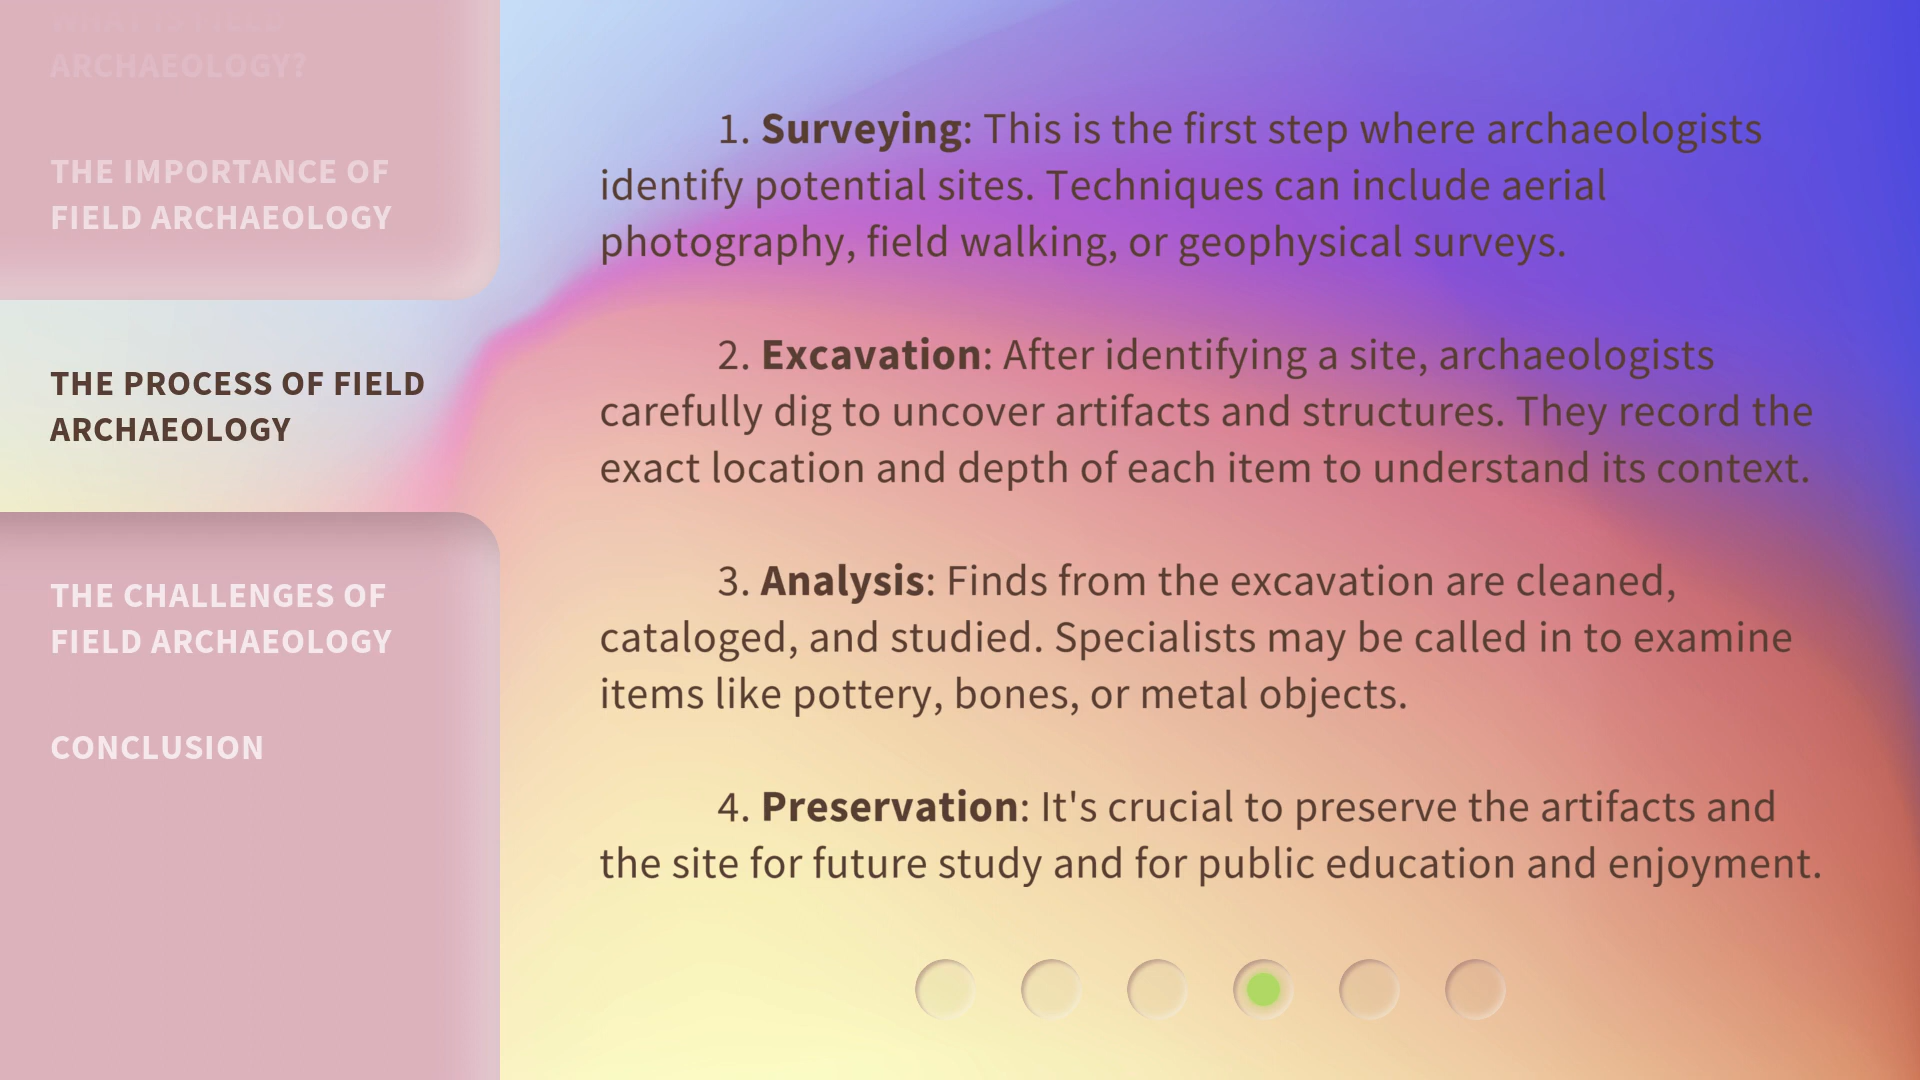 WHAT IS FIELD
ARCHAEOLOGY?
THE IMPORTANCE OF
FIELD ARCHAEOLOGY
THE PROCESS OF FIELD
ARCHAEOLOGY
THE CHALLENGES OF
FIELD ARCHAEOLOGY
CONCLUSION
1. Surveying: This is the first step where archaeologists
identify potential sites. Techniques can include aerial
photography, field walking, or geophysical surveys.
2. Excavation: After identifying a site, archaeologists
carefully dig to uncover artifacts and structures. They record the
exact location and depth of each item to understand its context.
3. Analysis: Finds from the excavation are cleaned,
cataloged, and studied. Specialists may be called in to examine
items like pottery, bones, or metal objects.
4. Preservation: It's crucial to preserve the artifacts and
the site for future study and for public education and enjoyment.